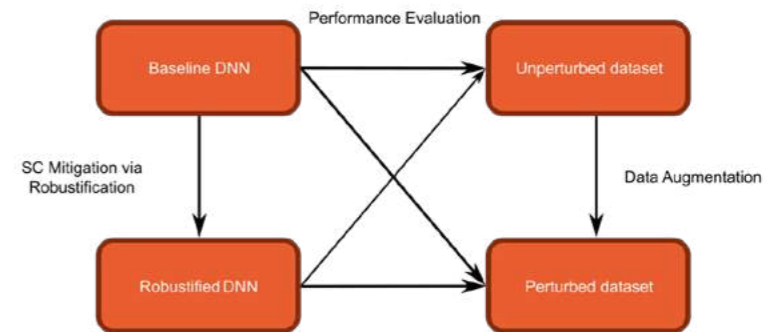 Performance Evaluation
Baseline DNN
Unperturbed dataset
SC Mitigation via
Robustification
Data Augmentation
Robustified DNN
Perturbed dataset